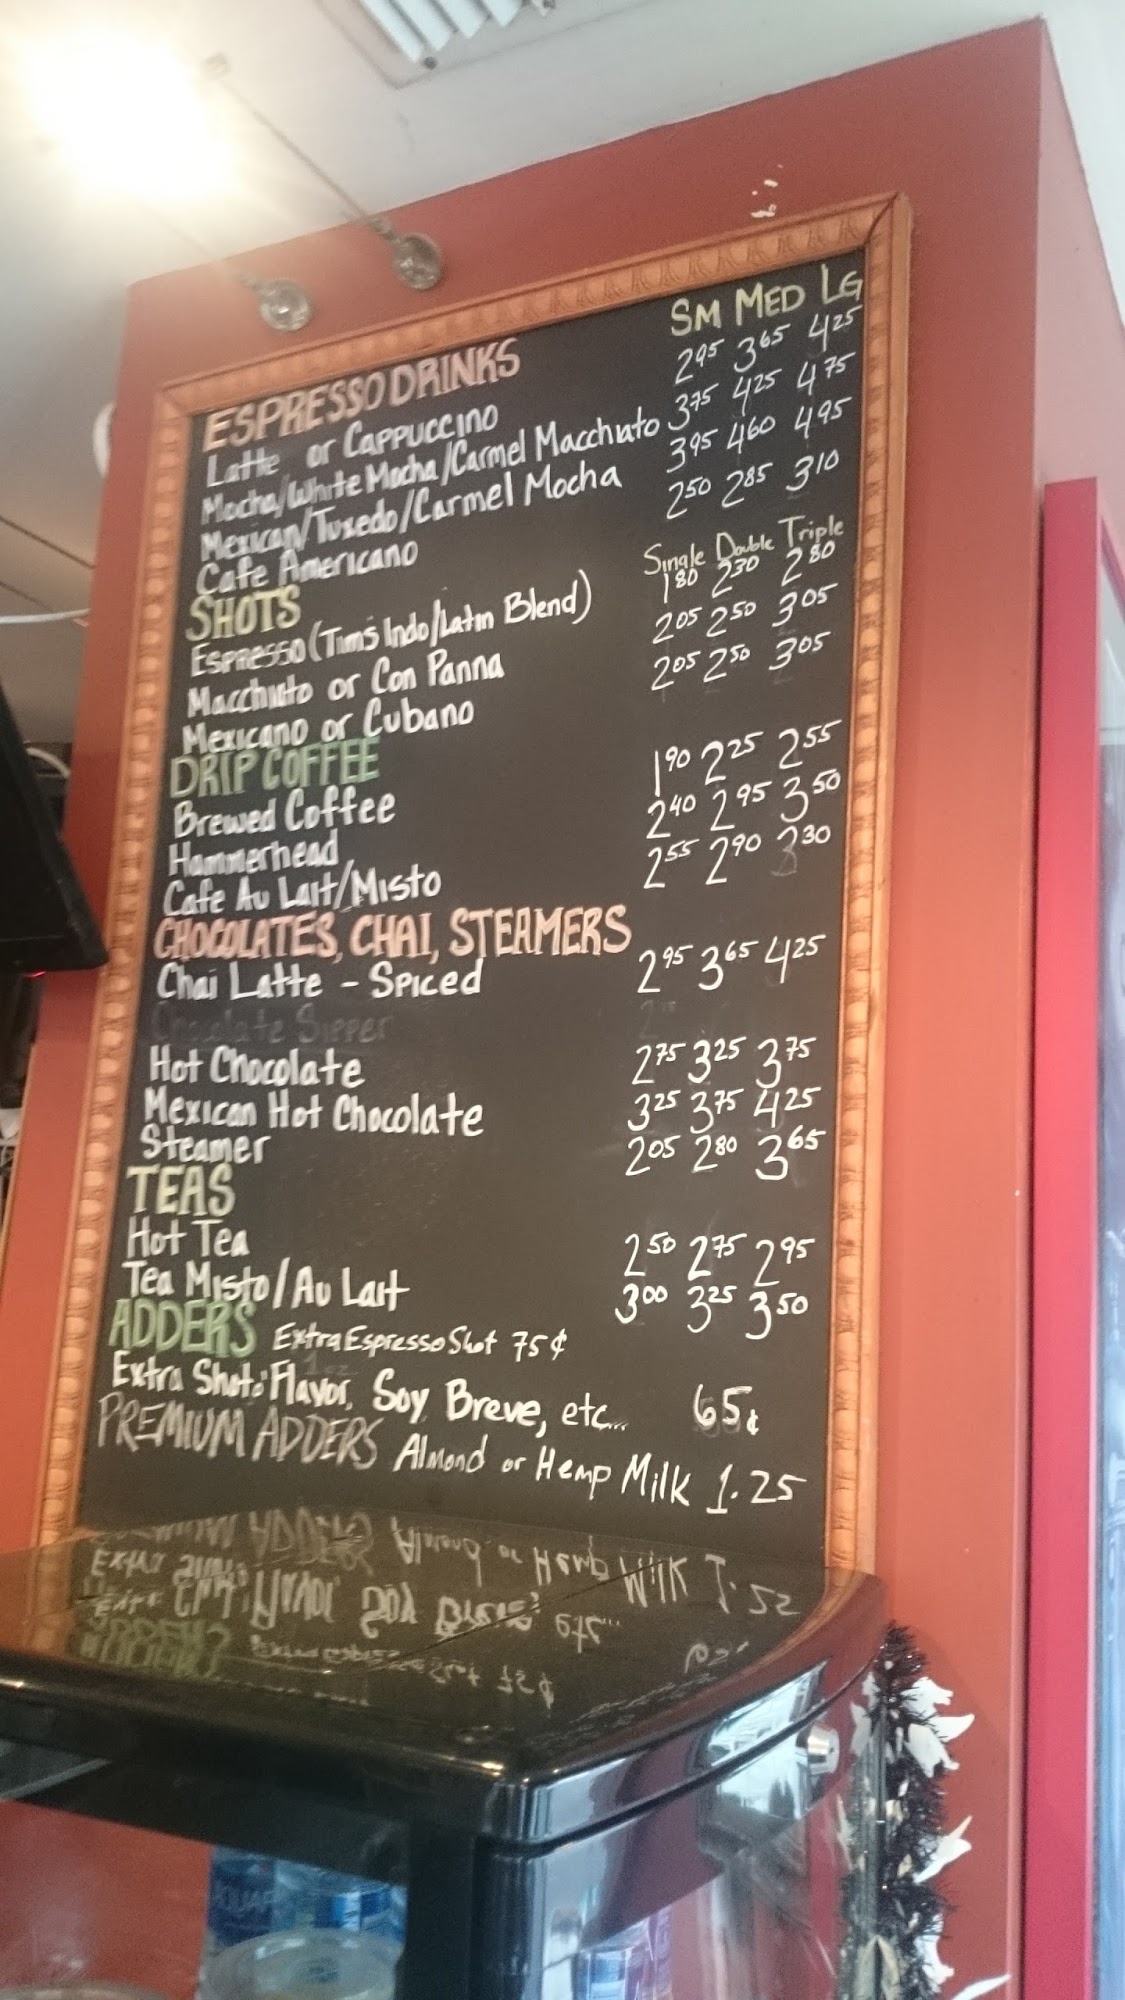 SM MED LG
ESPRESSO DRINKS
Latte or Cappuccino 2.95 3.65 4.25
Mocha/White Mocha/Carmel Macchiato 3.75 4.25 4.75
Mexican/Tuxedo/Carmel Mocha 3.95 4.60 4.95
Cafe Americano 2.50 2.85 3.10
SHOTS Single Double Triple
Espresso (Tim's Indo/Latin Blend) 1.80 2.30 2.80
Macchiato or Con Panna 2.05 2.50 3.05
Mexicano or Cubano 2.05 2.50 3.05
DRIP COFFEE
Brewed Coffee 1.90 2.25 2.55
Hammerhead 2.40 2.95 3.50
Cafe Au Lait/Misto 2.55 2.90 3.30
CHOCOLATES, CHAI, STEAMERS
Chai Latte - Spiced 2.95 3.65 4.25
Chocolate Sipper
Hot Chocolate 2.75 3.25 3.75
Mexican Hot Chocolate 3.25 3.75 4.25
Steamer 2.05 2.80 3.65
TEAS
Hot Tea 2.50 2.75 2.95
Tea Misto/Au Lait 3.00 3.25 3.50
ADDERS Extra Espresso Shot 75¢
Extra Shot: Flavor, Soy, Breve, etc... 65¢
PREMIUM ADDERS Almond or Hemp Milk 1.25